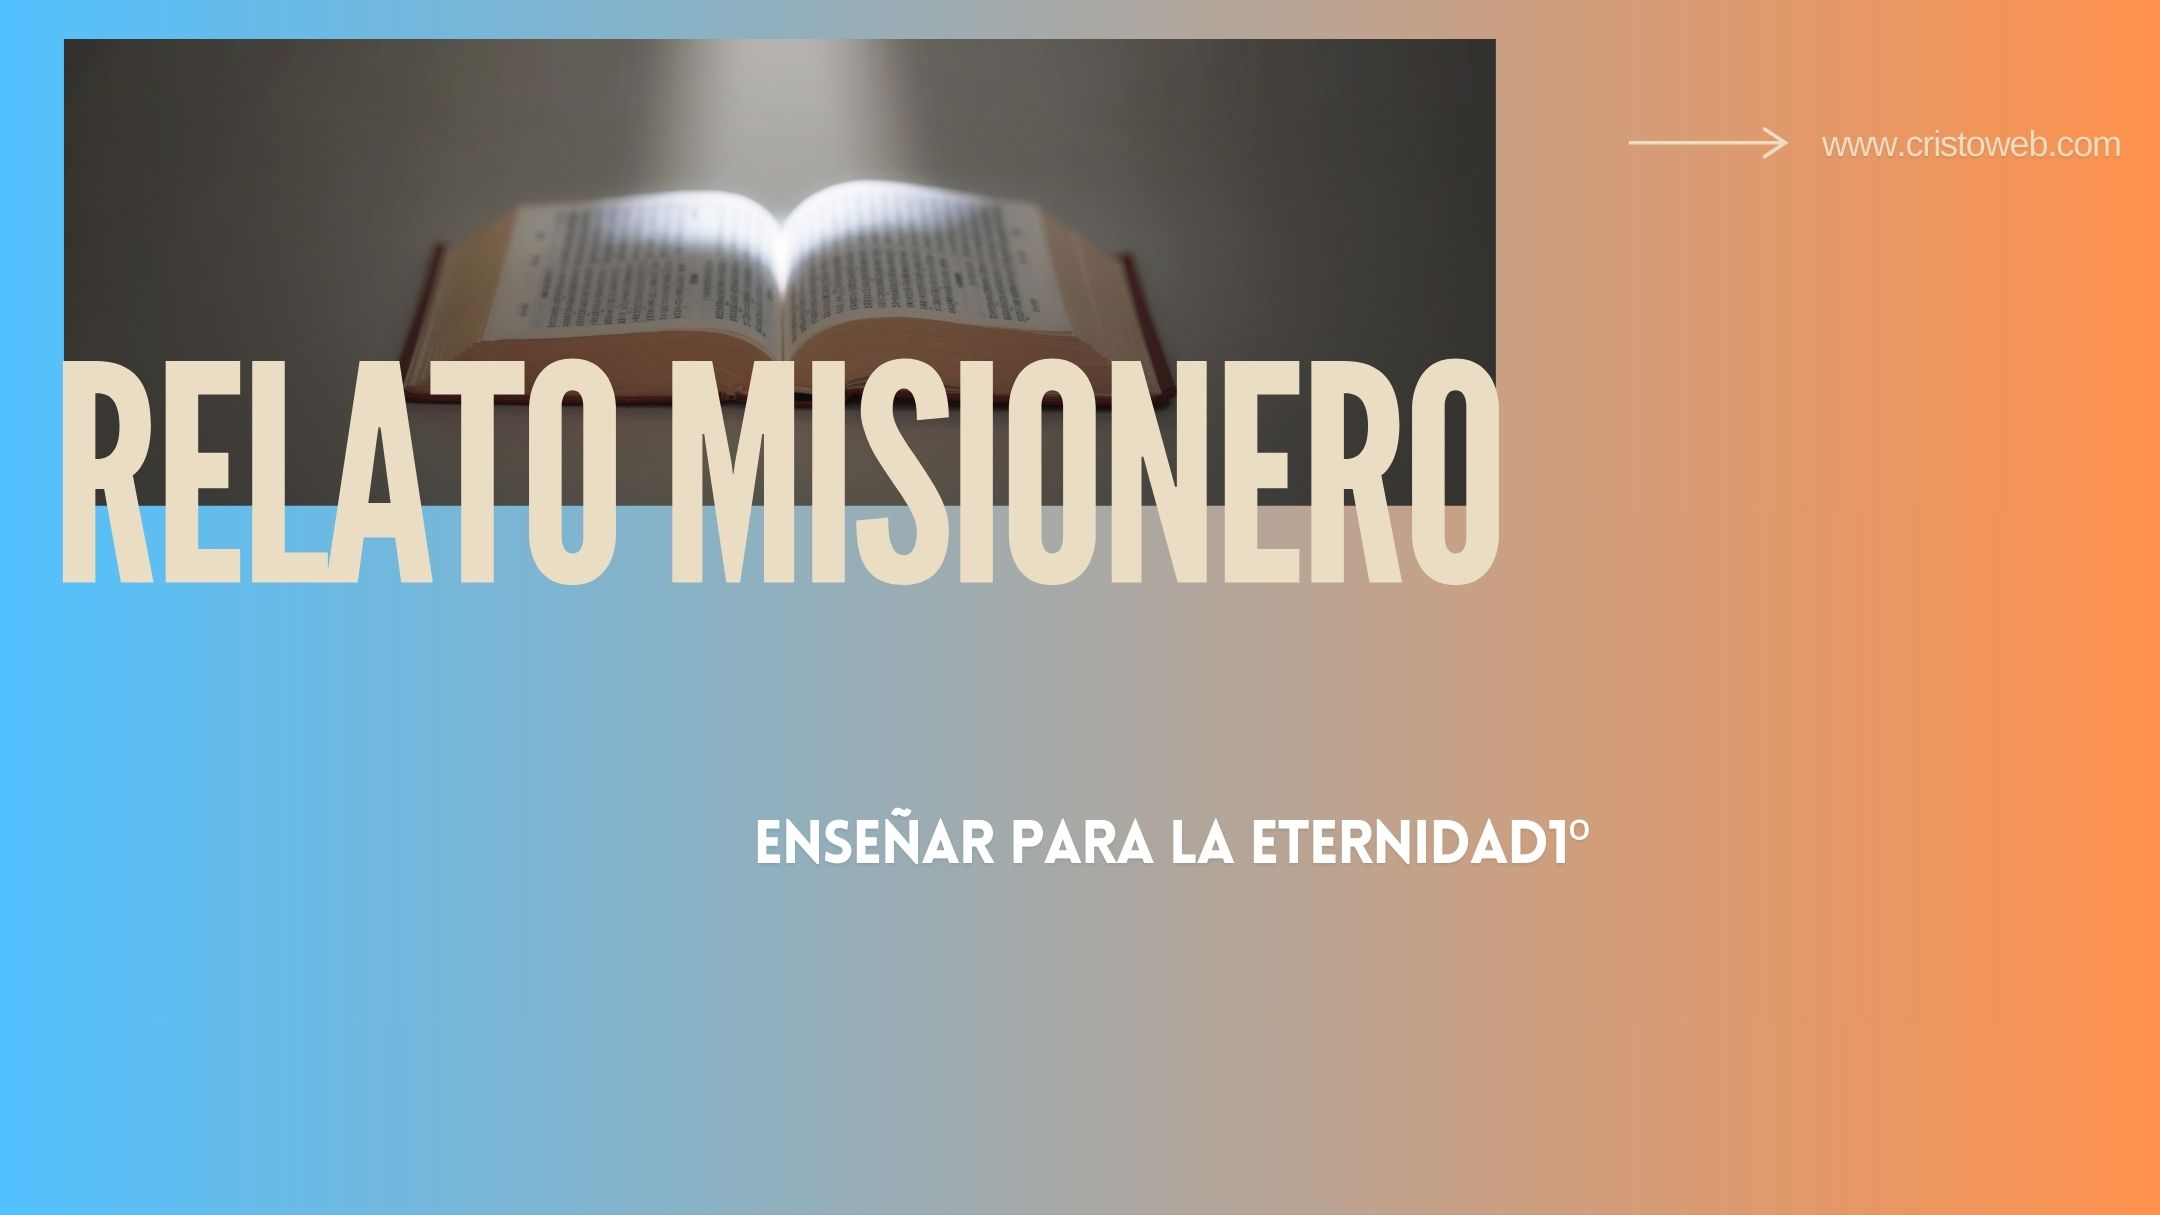 www.cristoweb.com
RELATO MISIONERO
ENSEÑAR PARA LA ETERNIDAD1º